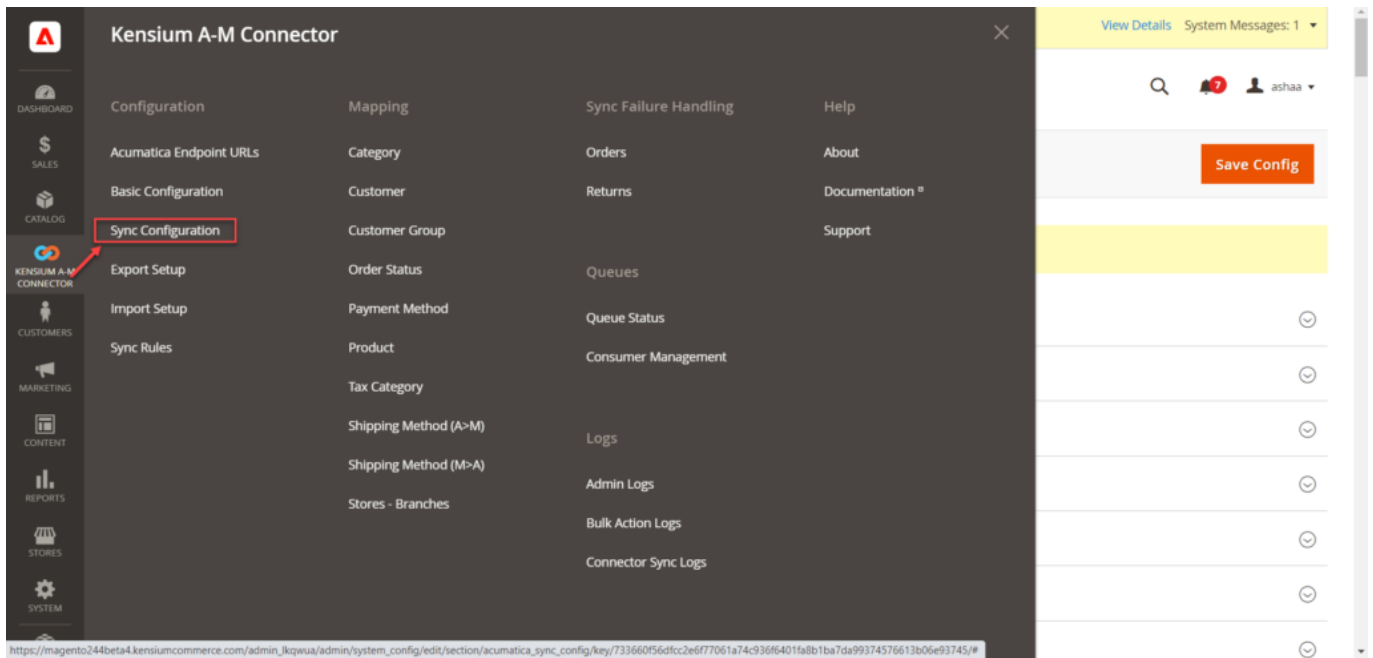 Kensium A-M Connector
View Details System Messages: 1
7
ashaa
Save Config
DASHBOARD
SALES
CATALOG
KENSIUM A-M
CONNECTOR
CUSTOMERS
MARKETING
CONTENT
REPORTS
STORES
SYSTEM
Configuration
Acumatica Endpoint URLs
Basic Configuration
Sync Configuration
Export Setup
Import Setup
Sync Rules
Mapping
Category
Customer
Customer Group
Order Status
Payment Method
Product
Tax Category
Shipping Method (A>M)
Shipping Method (M>A)
Stores - Branches
Sync Failure Handling
Orders
Returns
Queues
Queue Status
Consumer Management
Logs
Admin Logs
Bulk Action Logs
Connector Sync Logs
Help
About
Documentation
Support
https://magento244beta4.kensiumcommerce.com/admin_lkqwua/admin/system_config/edit/section/acumatica_sync_config/key/733660f56dfcc2e6f77061a74c936f6401fa8b1ba7da99374576613b06e93745/#